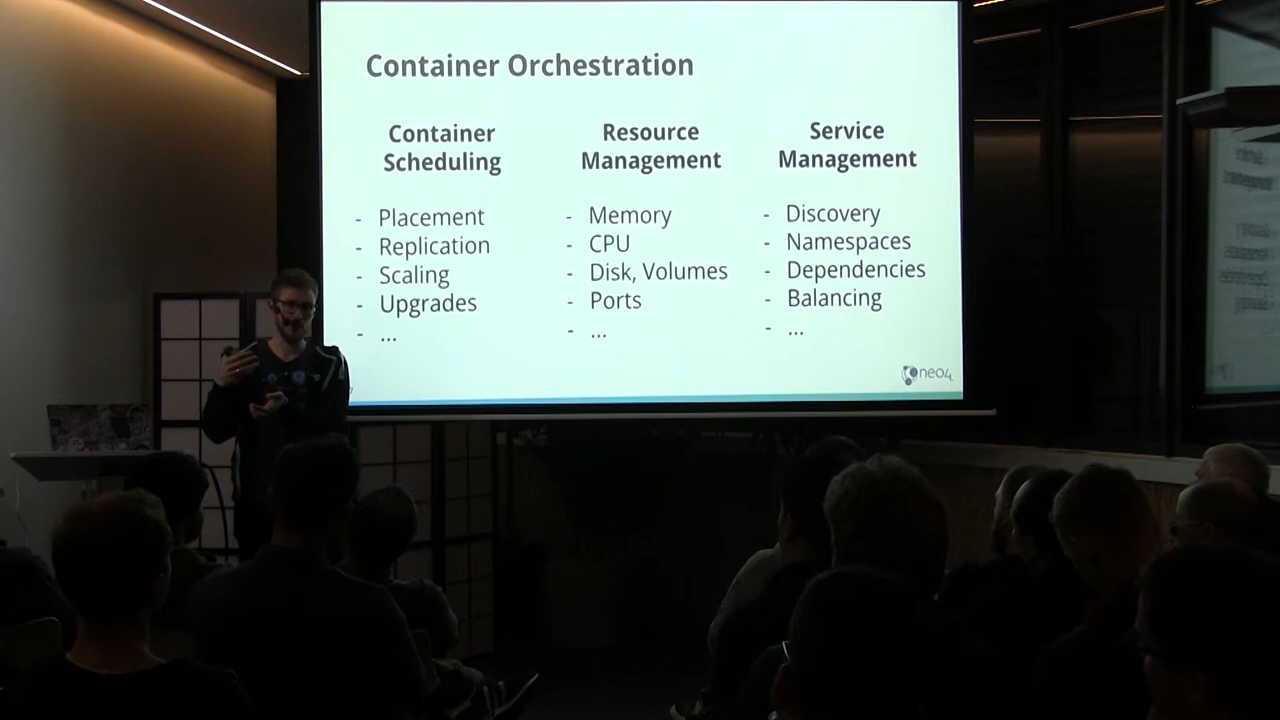 Container Orchestration
Container
Scheduling
- Placement
- Replication
- Scaling
- Upgrades
- ...
Resource
Management
- Memory
- CPU
- Disk, Volumes
- Ports
- ...
Service
Management
- Discovery
- Namespaces
- Dependencies
- Balancing
- ...
neo4j